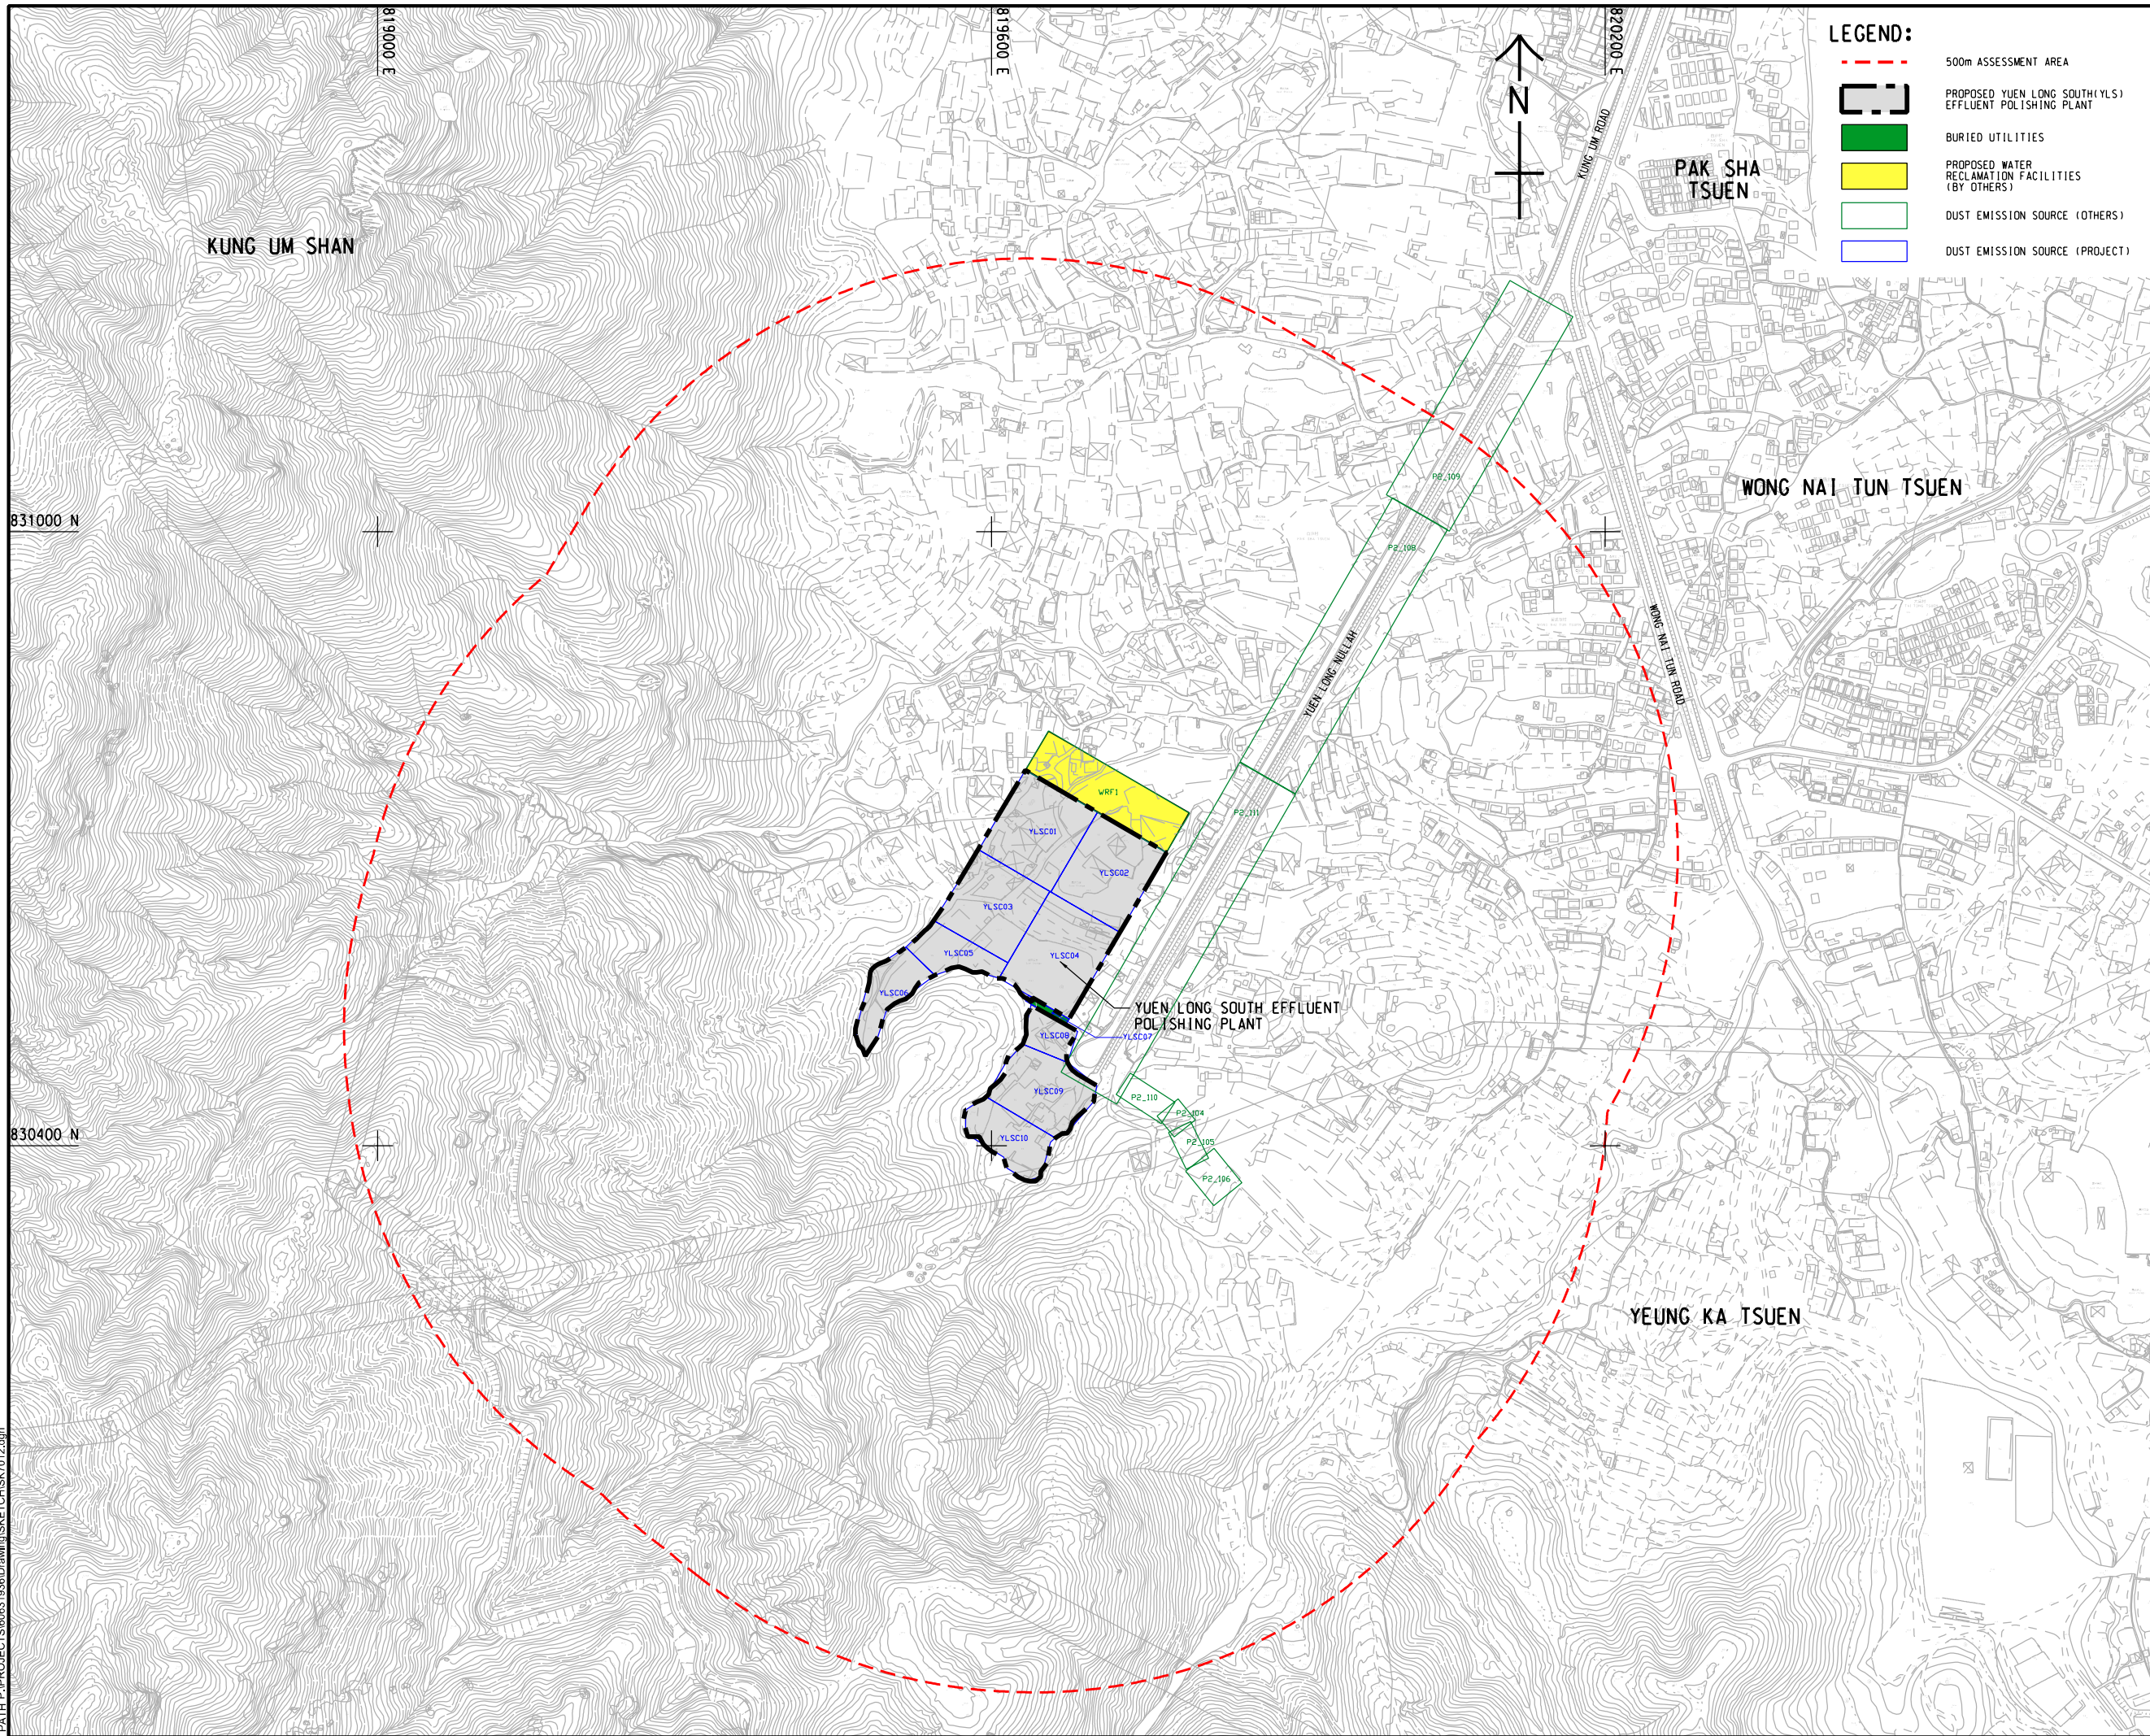 819000 E
819600 E
820200 E
LEGEND:
500m ASSESSMENT AREA
PROPOSED YUEN LONG SOUTH(YLS)
EFFLUENT POLISHING PLANT
BURIED UTILITIES
PROPOSED WATER
RECLAMATION FACILITIES
(BY OTHERS)
DUST EMISSION SOURCE (OTHERS)
DUST EMISSION SOURCE (PROJECT)
N
KUNG UM ROAD
PAK SHA
TSUEN
KUNG UM SHAN
P2_109
WONG NAI TUN TSUEN
831000 N
P2_108
WONG NAI TUN ROAD
YUEN LONG NULLAH
WRF1
P2_111
YLSC01
YLSC02
YLSC03
YLSC04
YLSC05
YLSC06
YUEN LONG SOUTH EFFLUENT
POLISHING PLANT
YLSC07
YLSC08
YLSC09
P2_110
P2_104
830400 N
YLSC10
P2_105
P2_106
YEUNG KA TSUEN